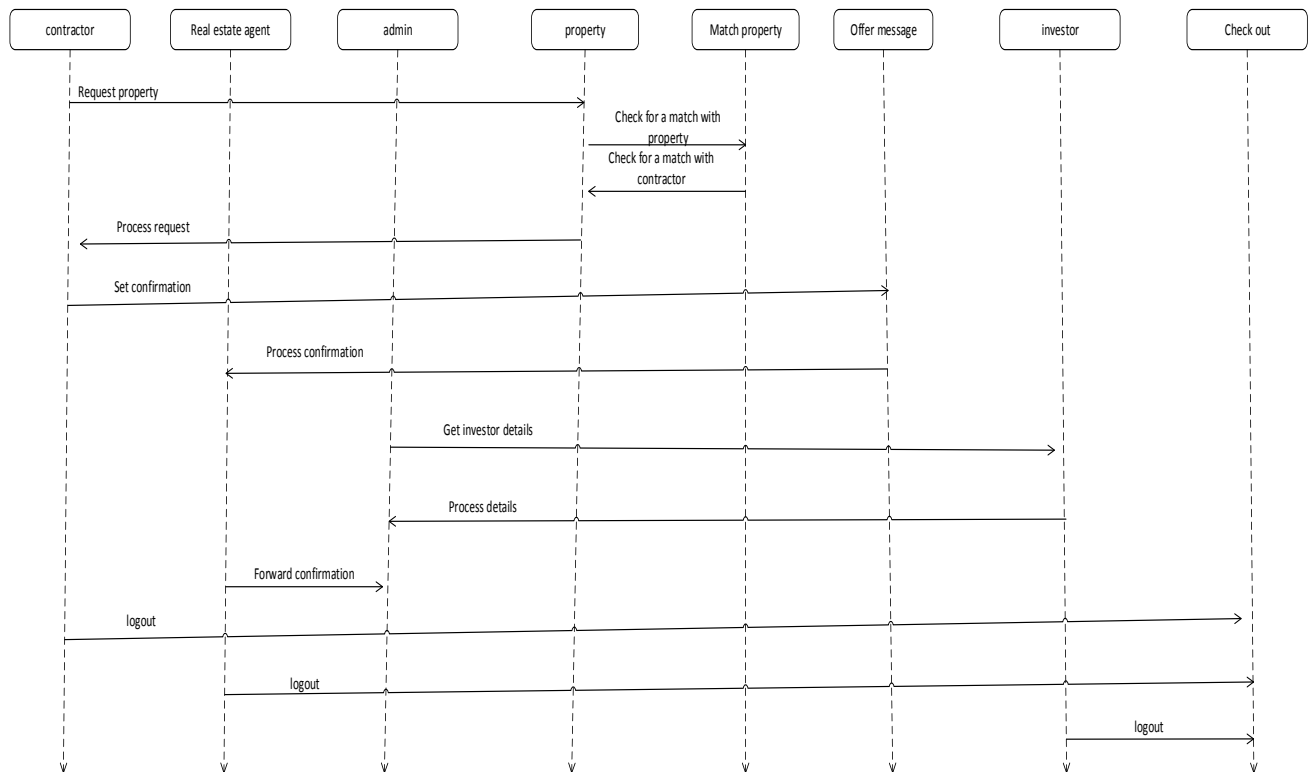 contractor
Real estate agent
admin
property
Match property
Offer message
investor
Check out
Request property
Check for a match with
property
Check for a match with
contractor
Process request
Set confirmation
Process confirmation
Get investor details
Process details
Forward confirmation
logout
logout
logout